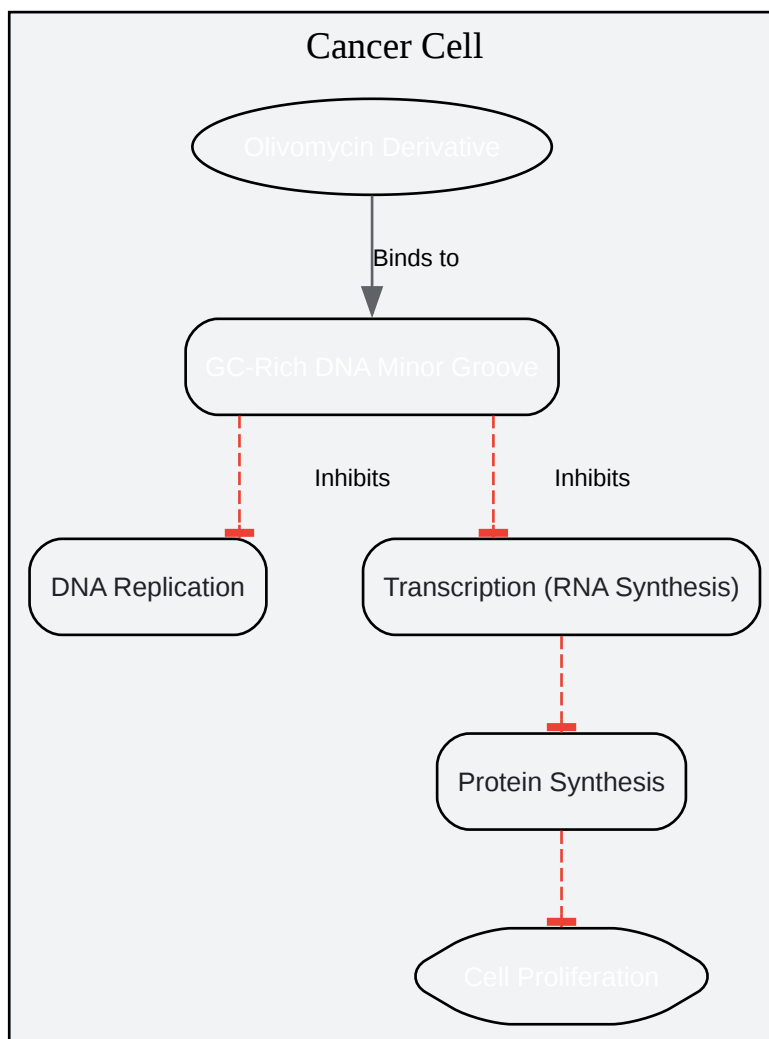 Cancer Cell
Olivomycin Derivative
Binds to
GC-Rich DNA Minor Groove
Inhibits
Inhibits
DNA Replication
Transcription (RNA Synthesis)
Protein Synthesis
Cell Proliferation